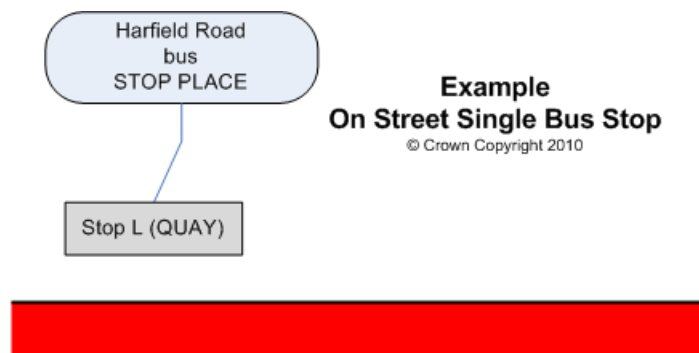 Harfield Road
bus
STOP PLACE
Example
On Street Single Bus Stop
© Crown Copyright 2010
Stop L (QUAY)